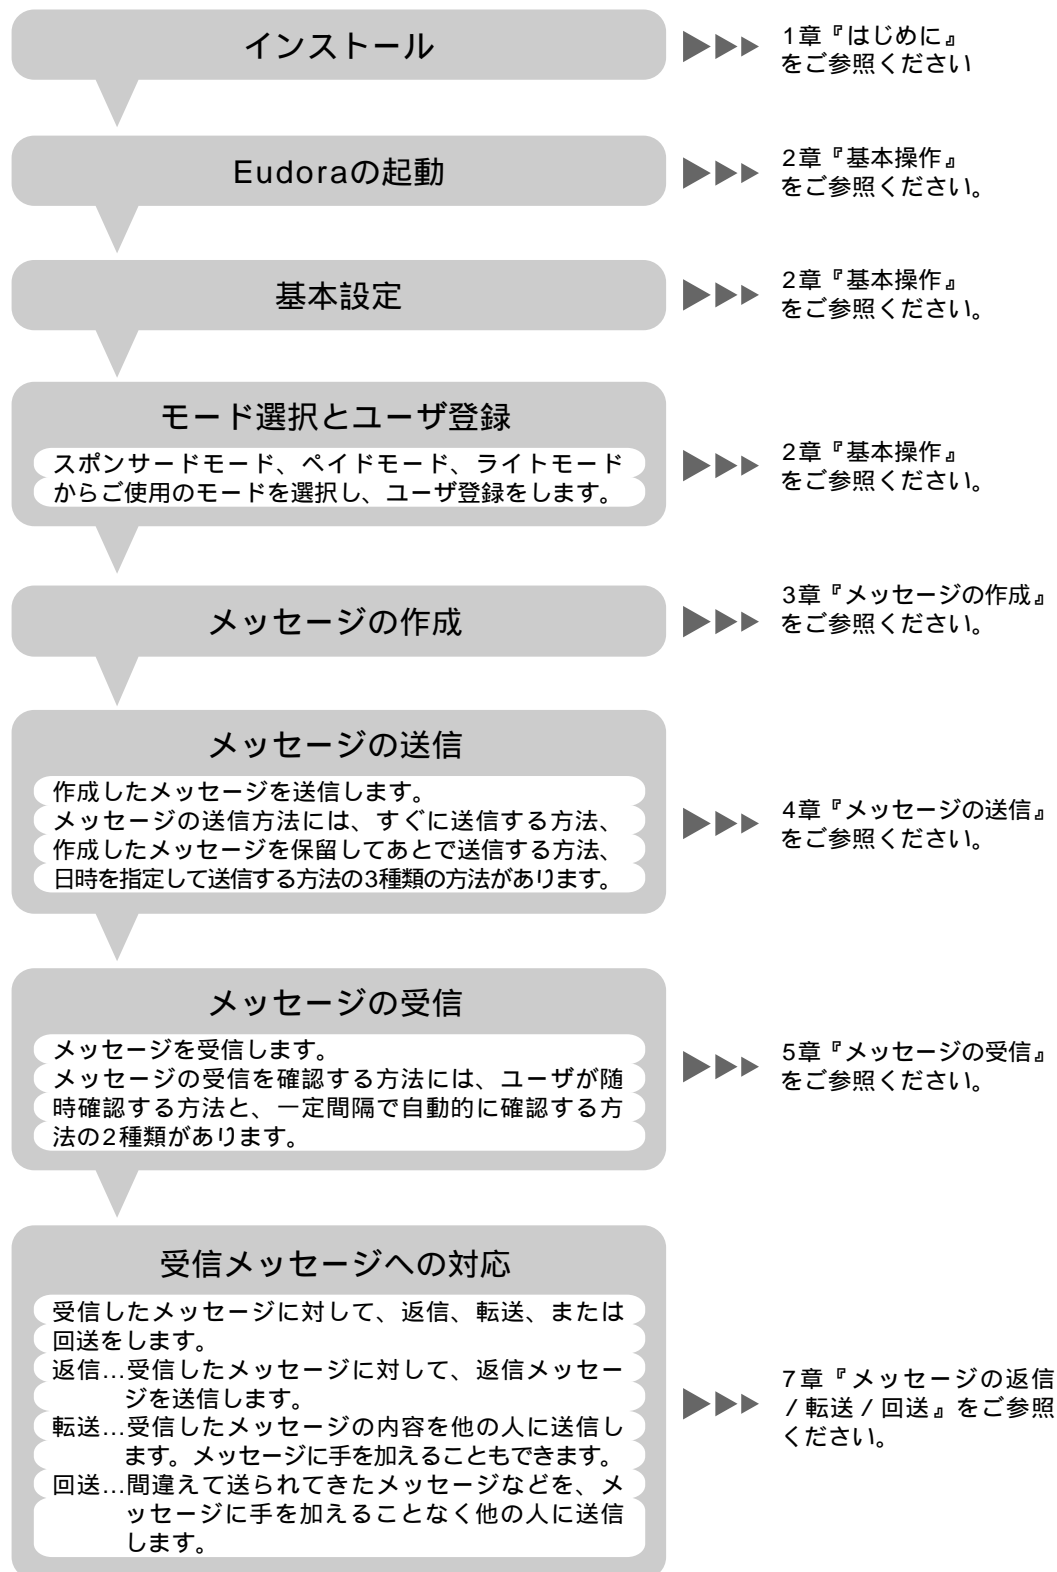 インストール
1章『はじめに』
をご参照ください
Eudoraの起動
2章『基本操作』
をご参照ください。
基本設定
2章『基本操作』
をご参照ください。
モード選択とユーザ登録
スポンサードモード、ペイドモード、ライトモード
からご使用のモードを選択し、ユーザ登録をします。
2章『基本操作』
をご参照ください。
メッセージの作成
3章『メッセージの作成』
をご参照ください。
メッセージの送信
作成したメッセージを送信します。
メッセージの送信方法には、すぐに送信する方法、
作成したメッセージを保留してあとで送信する方法、
日時を指定して送信する方法の3種類の方法があります。
4章『メッセージの送信』
をご参照ください。
メッセージの受信
メッセージを受信します。
メッセージの受信を確認する方法には、ユーザが随
時確認する方法と、一定間隔で自動的に確認する方
法の2種類があります。
5章『メッセージの受信』
をご参照ください。
受信メッセージへの対応
受信したメッセージに対して、返信、転送、または
回送をします。
返信...受信したメッセージに対して、返信メッセー
ジを送信します。
転送...受信したメッセージの内容を他の人に送信し
ます。メッセージに手を加えることもできます。
回送...間違えて送られてきたメッセージなどを、メ
ッセージに手を加えることなく他の人に送信
します。
7章『メッセージの返信
/ 転送 / 回送』をご参照
ください。